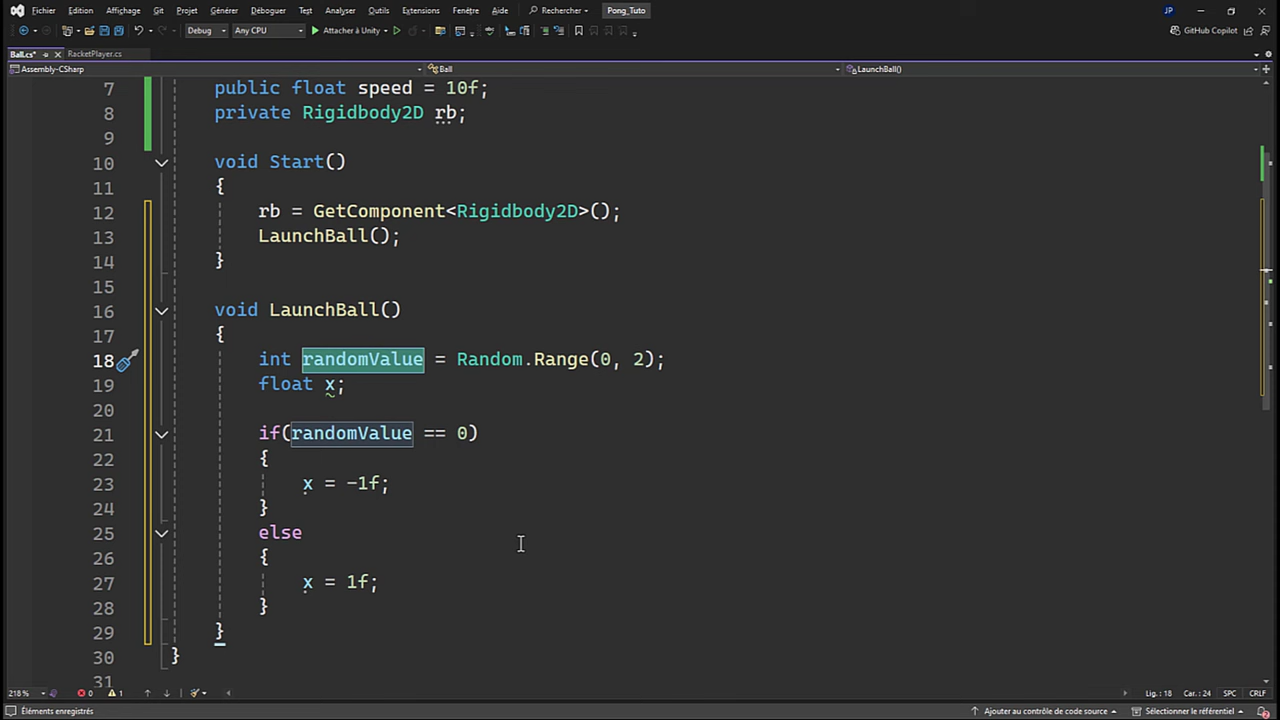 Fichier Edition Affichage Git Projet Générer Déboguer Test Analyser Outils Extensions Fenêtre Aide Rechercher Pong_Tuto JP
Debug Any CPU Attacher à Unity GitHub Copilot
Ball.cs* RacketPlayer.cs
Assembly-CSharp Ball LaunchBall()
7 public float speed = 10f;
8 private Rigidbody2D rb;
9
10 void Start()
11 {
12 rb = GetComponent<Rigidbody2D>();
13 LaunchBall();
14 }
15
16 void LaunchBall()
17 {
18 int randomValue = Random.Range(0, 2);
19 float x;
20
21 if(randomValue == 0)
22 {
23 x = -1f;
24 }
25 else
26 {
27 x = 1f;
28 }
29 }
30 }
31
218 % 0 1 Lig. : 18 Car. : 24 SPC CRLF
Éléments enregistrés Ajouter au contrôle de code source Sélectionner le référentiel